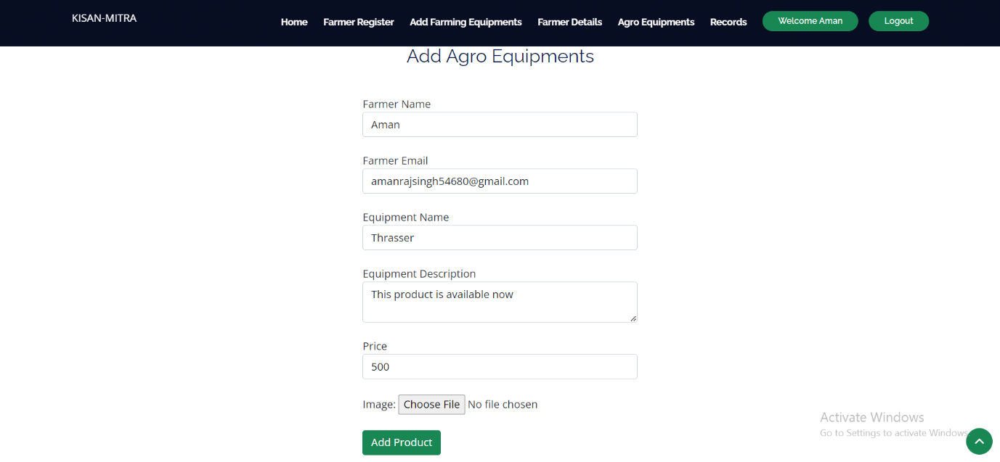 KISAN-MITRA
Home Farmer Register Add Farming Equipments Farmer Details Agro Equipments Records Welcome Aman Logout
Add Agro Equipments
Farmer Name
Aman
Farmer Email
amanrajsingh54680@gmail.com
Equipment Name
Thrasser
Equipment Description
This product is available now
Price
500
Image: Choose File No file chosen
Add Product
Activate Windows
Go to Settings to activate Windows.